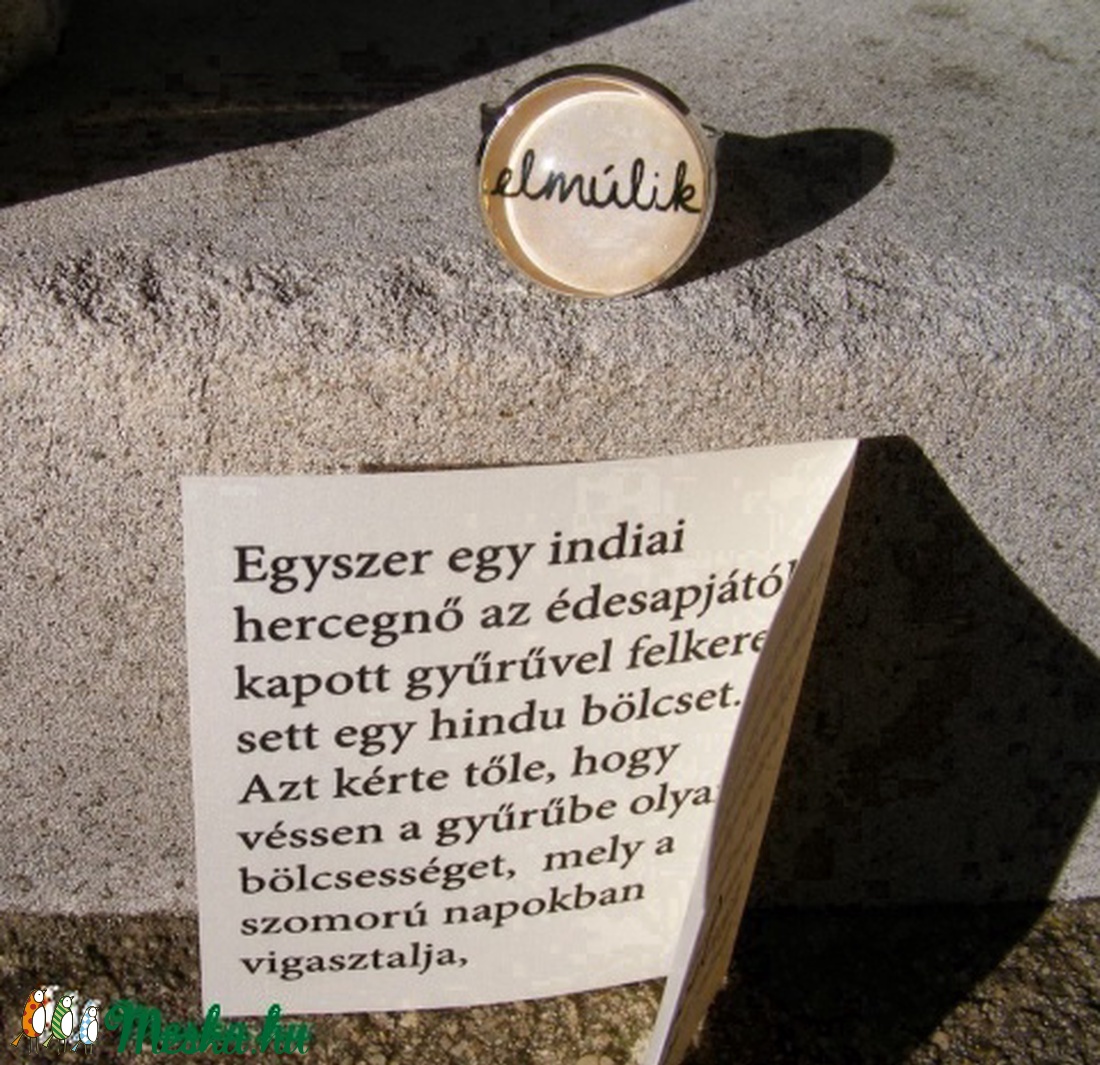 elmúlik
Egyszer egy indiai
hercegnő az édesapjától
kapott gyűrűvel felkere
sett egy hindu bölcset.
Azt kérte tőle, hogy
véssen a gyűrűbe olya
bölcsességet, mely a
szomorú napokban
vigasztalja,
Meska.hu